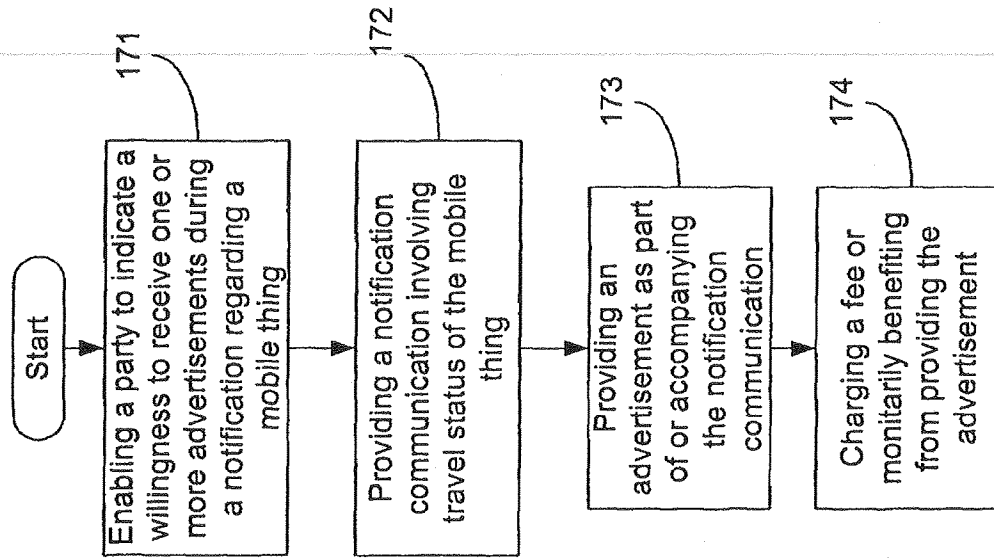 Start
171
Enabling a party to indicate a
willingness to receive one or
more advertisements during
a notification regarding a
mobile thing
172
Providing a notification
communication involving
travel status of the mobile
thing
173
Providing an
advertisement as part
of or accompanying
the notification
communication
174
Charging a fee or
monitarily benefiting
from providing the
advertisement